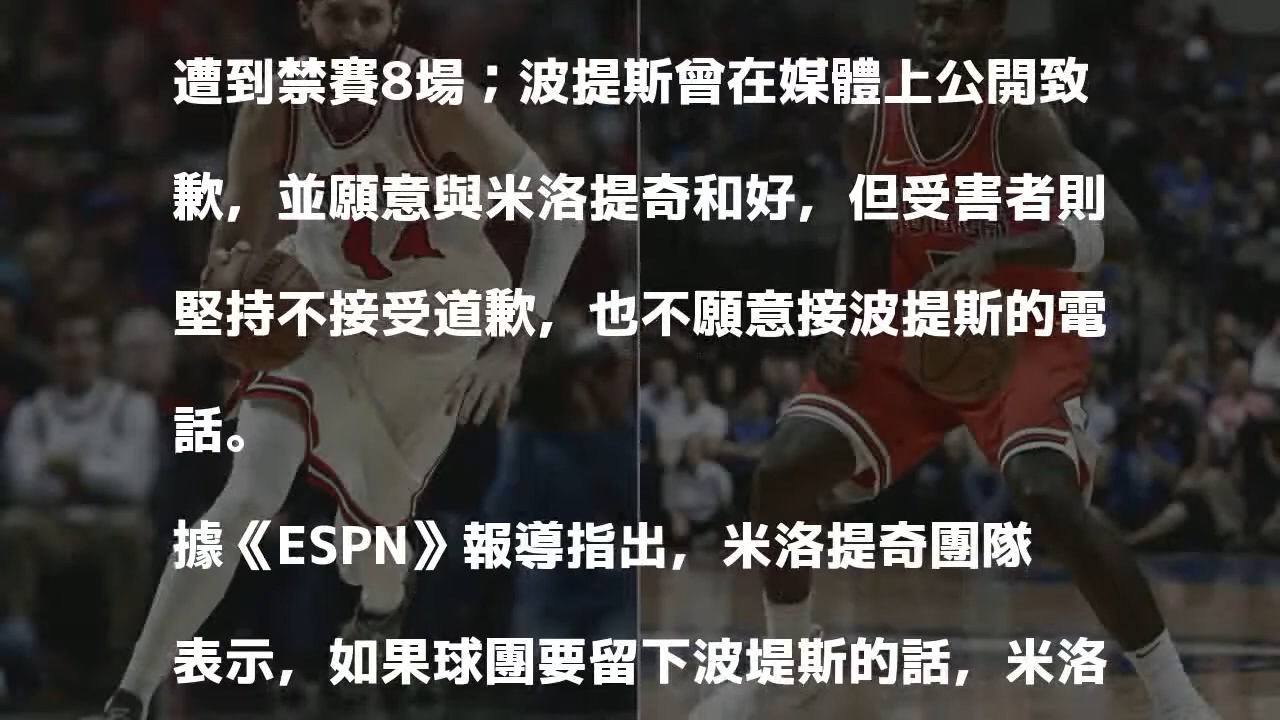 遭到禁賽8場；波提斯曾在媒體上公開致
歉，並願意與米洛提奇和好，但受害者則
堅持不接受道歉，也不願意接波提斯的電
話。
據《ESPN》報導指出，米洛提奇團隊
表示，如果球團要留下波堤斯的話，米洛
44